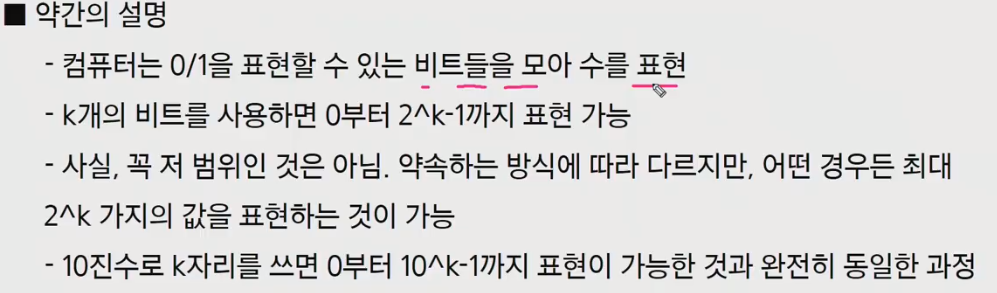 ■ 약간의 설명
- 컴퓨터는 0/1을 표현할 수 있는 비트들을 모아 수를 표현
- k개의 비트를 사용하면 0부터 2^k-1까지 표현 가능
- 사실, 꼭 저 범위인 것은 아님. 약속하는 방식에 따라 다르지만, 어떤 경우든 최대
2^k 가지의 값을 표현하는 것이 가능
- 10진수로 k자리를 쓰면 0부터 10^k-1까지 표현이 가능한 것과 완전히 동일한 과정